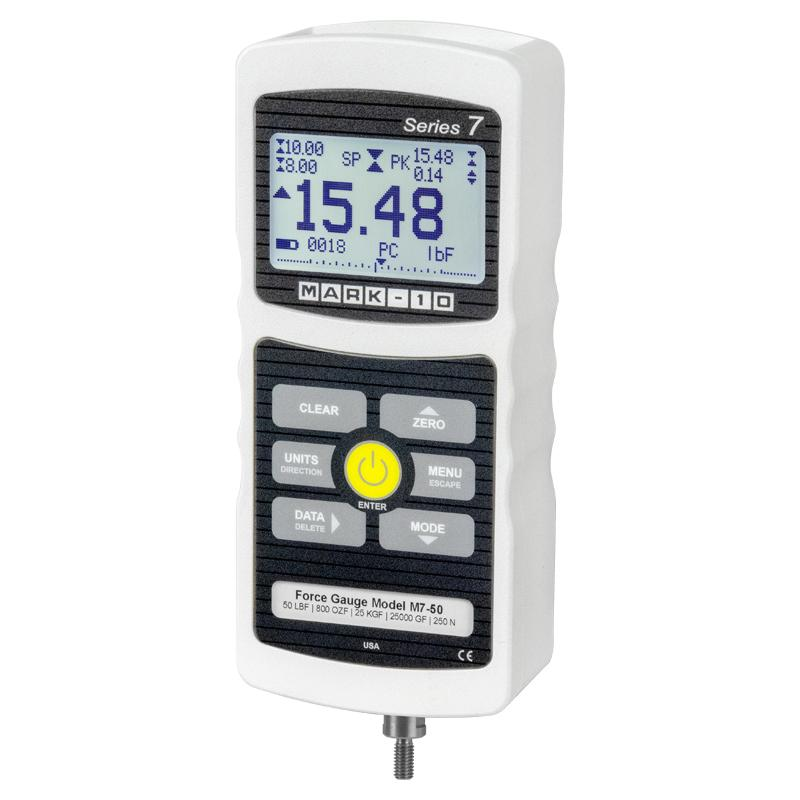 Series 7
10.00 SP PK 15.48
8.00 0.14
15.48
0018 PC lbF
MARK-10
CLEAR
ZERO
UNITS
DIRECTION
MENU
ESCAPE
ENTER
DATA
DELETE
MODE
Force Gauge Model M7-50
50 LBF | 800 OZF | 25 KGF | 25000 GF | 250 N
USA
CE